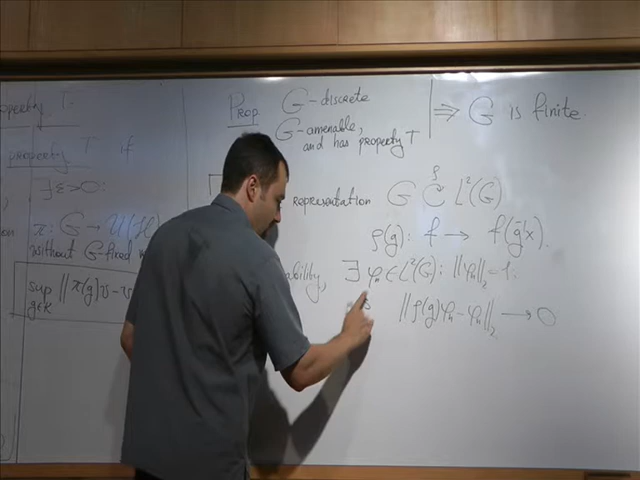 property T:
property T if
∃ε>0:
π: G → U(H)
without G-fixed
sup ‖π(g)v - v
g∈K
Prop G-discrete
G-amenable,
and has property T
⇒ G is finite.
representation G ↻^ρ L²(G)
ρ(g): f → f(g⁻¹x).
ability, ∃ φₙ ∈ L²(G): ‖φₙ‖₂ = 1:
‖ρ(g)φₙ - φₙ‖₂ → 0